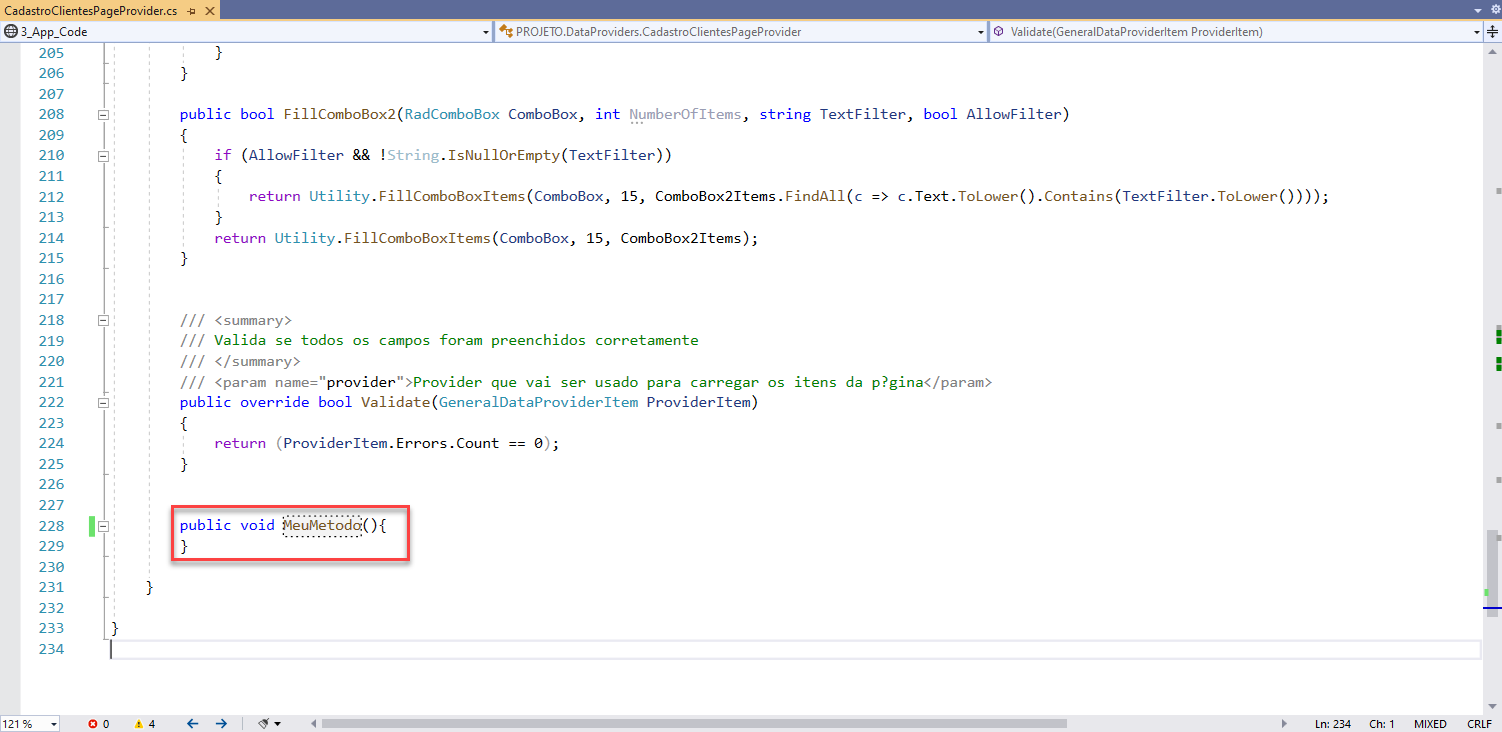 CadastroClientesPageProvider.cs
3_App_Code PROJETO.DataProviders.CadastroClientesPageProvider Validate(GeneralDataProviderItem ProviderItem)
205 }
206 }
207
208 public bool FillComboBox2(RadComboBox ComboBox, int NumberOfItems, string TextFilter, bool AllowFilter)
209 {
210 if (AllowFilter && !String.IsNullOrEmpty(TextFilter))
211 {
212 return Utility.FillComboBoxItems(ComboBox, 15, ComboBox2Items.FindAll(c => c.Text.ToLower().Contains(TextFilter.ToLower())));
213 }
214 return Utility.FillComboBoxItems(ComboBox, 15, ComboBox2Items);
215 }
216
217
218 /// <summary>
219 /// Valida se todos os campos foram preenchidos corretamente
220 /// </summary>
221 /// <param name="provider">Provider que vai ser usado para carregar os itens da p?gina</param>
222 public override bool Validate(GeneralDataProviderItem ProviderItem)
223 {
224 return (ProviderItem.Errors.Count == 0);
225 }
226
227
228 public void MeuMetodo(){
229 }
230
231 }
232
233 }
234
121 % 0 4 Ln: 234 Ch: 1 MIXED CRLF